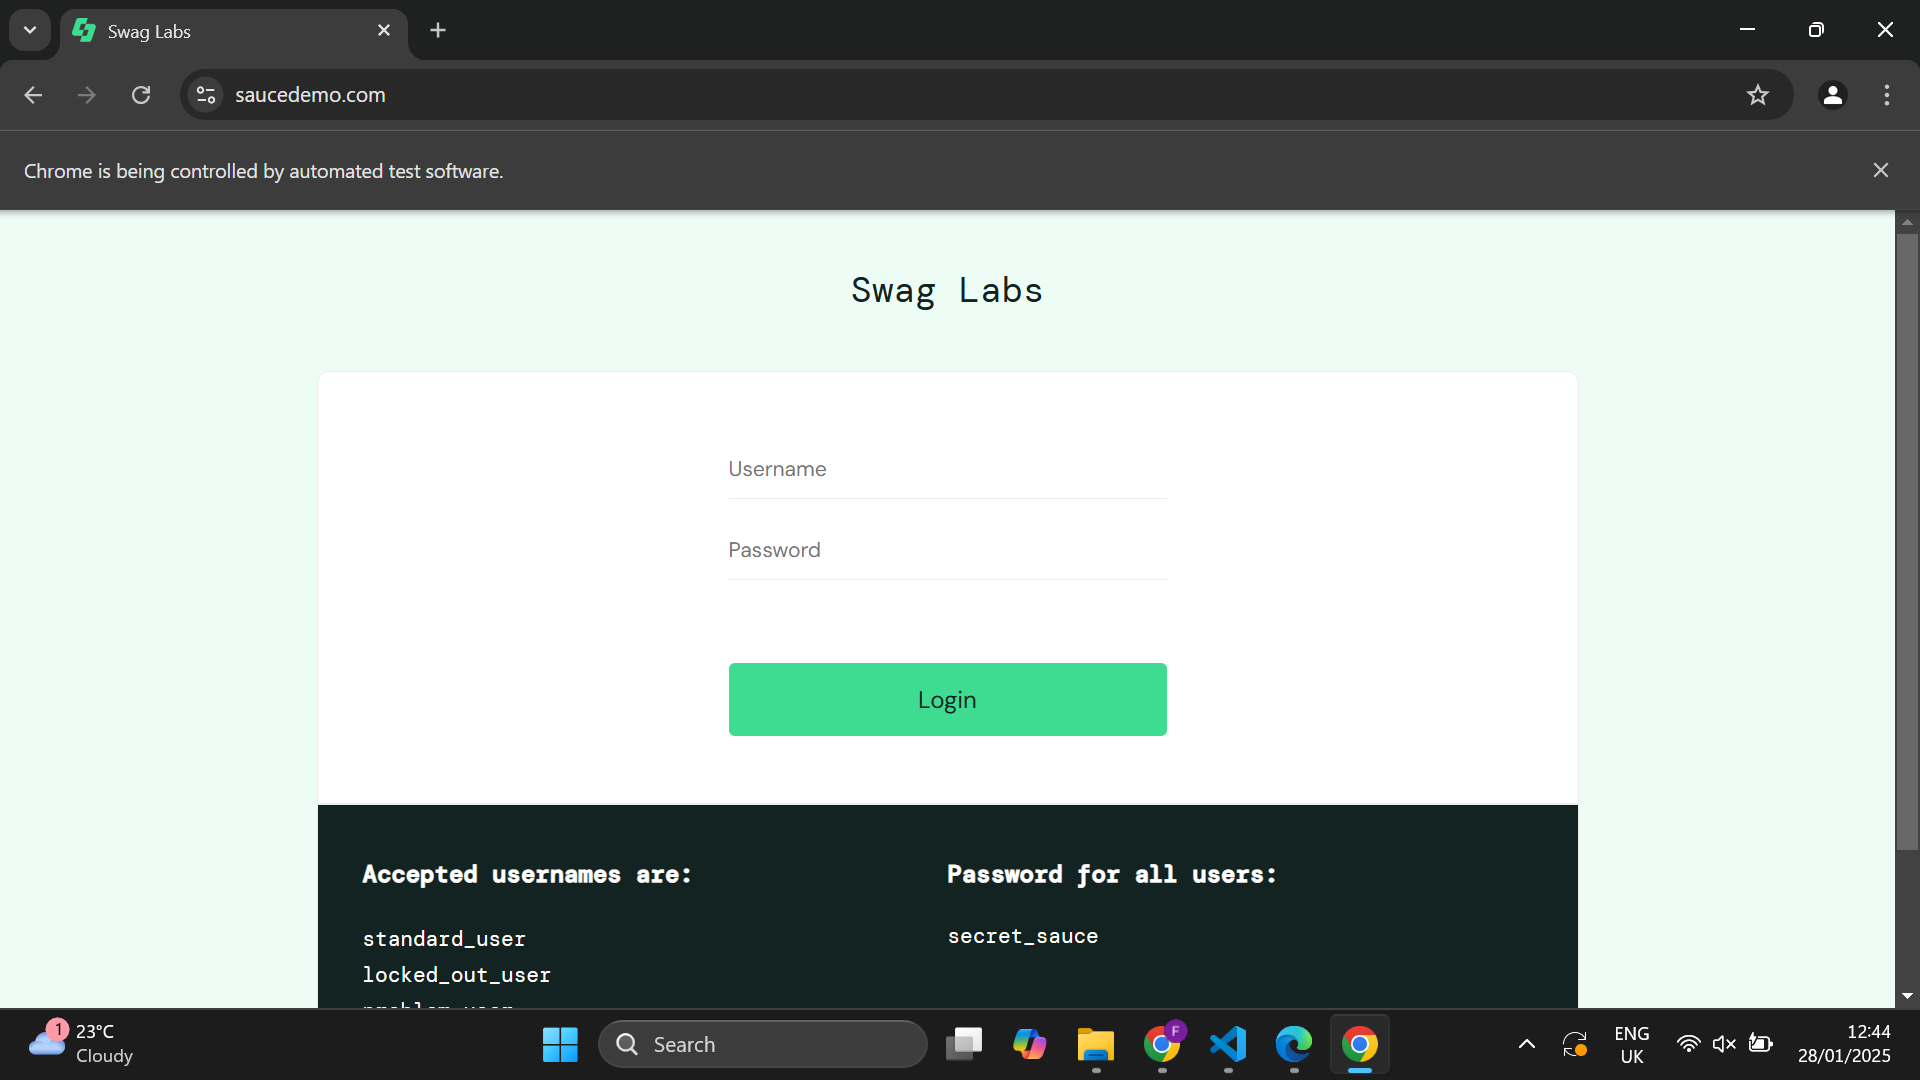 Swag Labs
saucedemo.com
Chrome is being controlled by automated test software.
Swag Labs
Username
Password
Login
Accepted usernames are:
standard_user
locked_out_user
Password for all users:
secret_sauce
1
23°C
Cloudy
Search
F
ENG
UK
12:44
28/01/2025